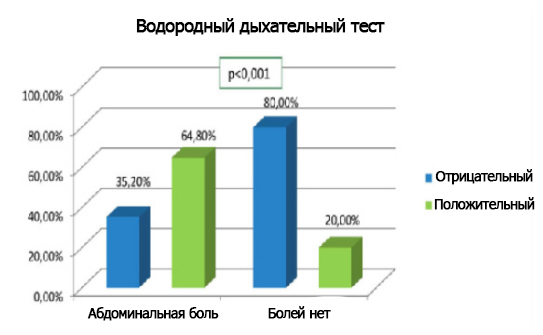 Водородный дыхательный тест
p<0,001
100,00%
80,00%
60,00%
40,00%
20,00%
0,00%
35,20%
64,80%
80,00%
20,00%
Абдоминальная боль
Болей нет
Отрицательный
Положительный